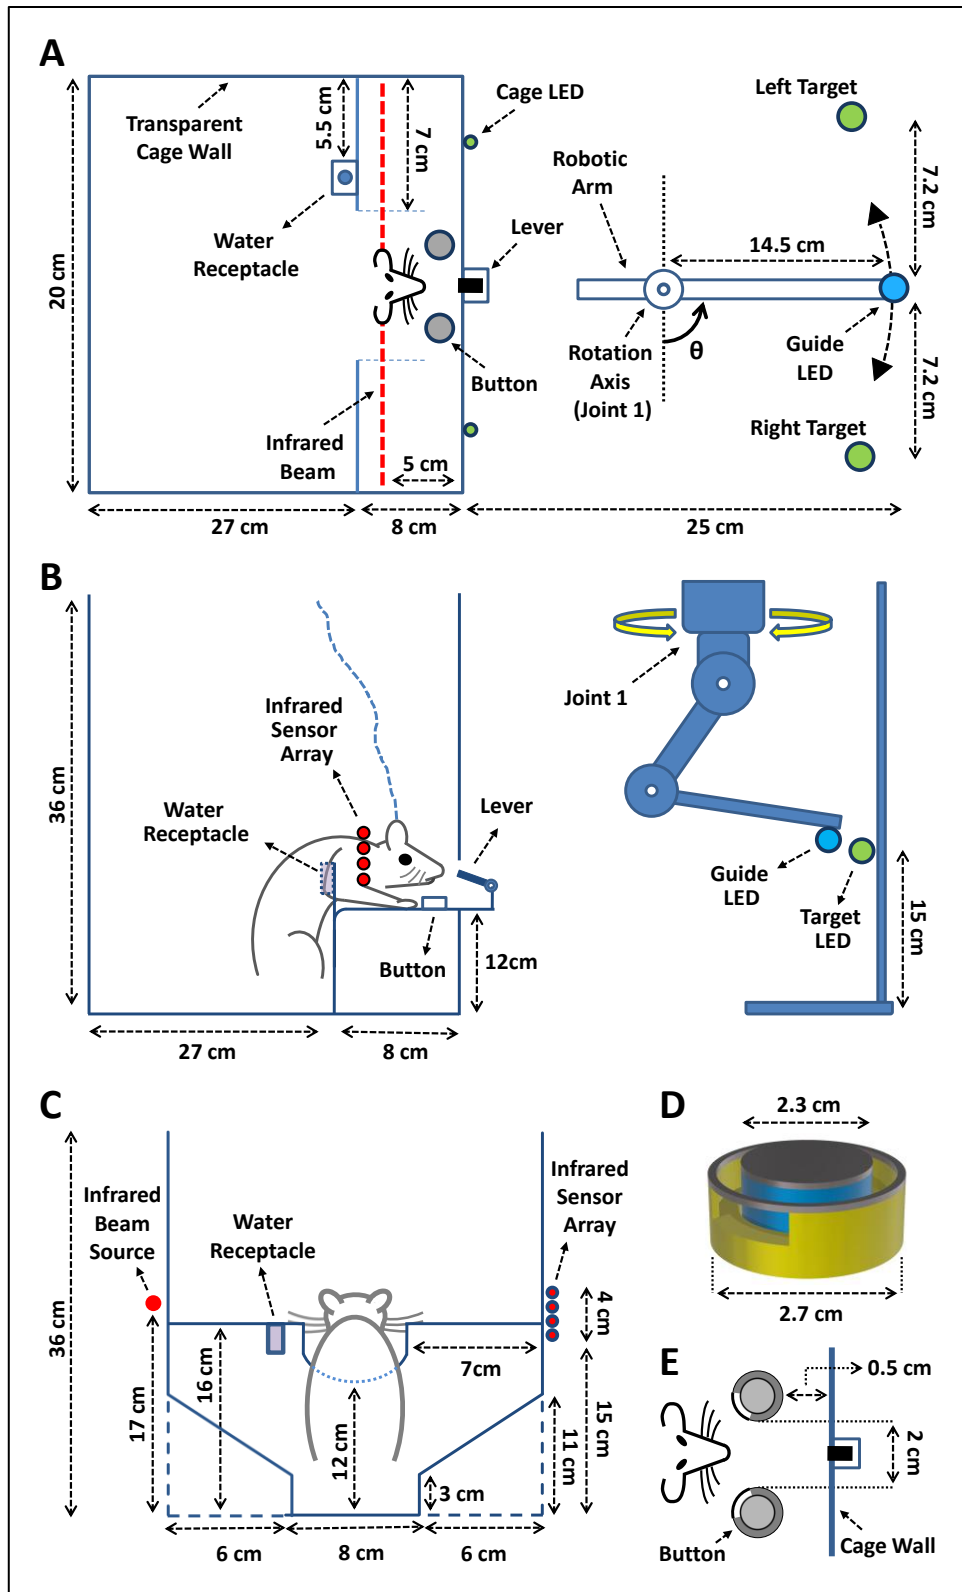 A
Transparent
Cage Wall
5.5 cm
7 cm
Cage LED
Left Target
Robotic
Arm
7.2 cm
Water
Receptacle
Lever
14.5 cm
20 cm
Rotation
Axis
(Joint 1)
θ
Guide
LED
Button
7.2 cm
Infrared
Beam
5 cm
Right Target
27 cm
8 cm
25 cm
B
36 cm
Infrared
Sensor
Array
Joint 1
Water
Receptacle
Lever
Guide
LED
Target
LED
15 cm
Button
12cm
27 cm
8 cm
C
36 cm
Infrared
Beam
Source
Water
Receptacle
Infrared
Sensor
Array
4 cm
17 cm
16 cm
7cm
12 cm
3 cm
11 cm
15 cm
6 cm
8 cm
6 cm
D
2.3 cm
2.7 cm
E
0.5 cm
2 cm
Button
Cage Wall